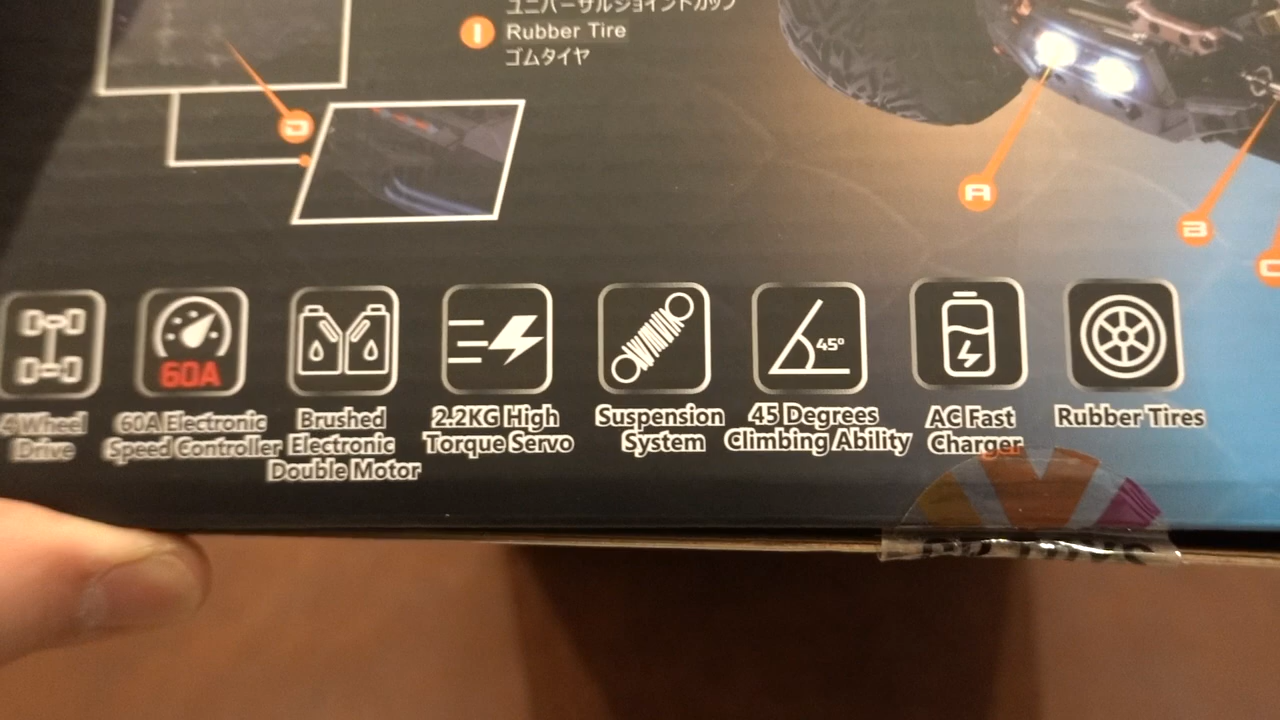 ユニバーサルジョイントカップ
I Rubber Tire
ゴムタイヤ
D
A
B
C
60A
45°
4 Wheel
Drive
60A Electronic
Speed Controller
Brushed
Electronic
Double Motor
2.2KG High
Torque Servo
Suspension
System
45 Degrees
Climbing Ability
AC Fast
Charger
Rubber Tires